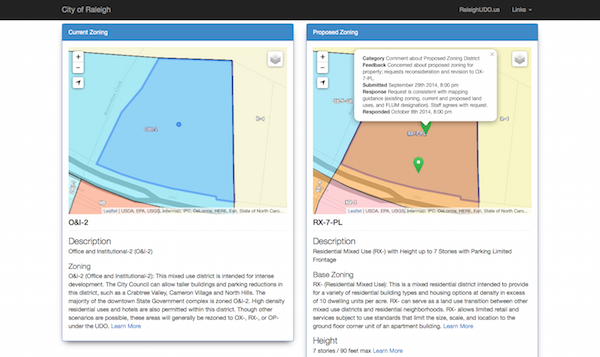 City of Raleigh
RaleighUDO.us
Links
Current Zoning
+
-
O&I-2
R-4
Leaflet | USDA, EPA, USGS, Intermap, iPC, DeLorme, HERE, Esri, State of North Caro...
O&I-2
Description
Office and Institutional-2 (O&I-2)
Zoning
O&I-2 (Office and Institutional-2): This mixed use district is intended for intense
development. The City Council can allow taller buildings and parking reductions in
this district, such as a Crabtree Valley, Cameron Village and North Hills. The
majority of the downtown State Government complex is zoned O&I-2. High density
residential uses and hotels are also permitted within this district. Though other
scenarios are possible, these areas will generally be rezoned to OX-, RX-, or OP-
under the UDO. Learn More
Proposed Zoning
+
-
Category Comment about Proposed Zoning District
Feedback Concerned about proposed zoning for
property; requests reconsideration and revision to OX-
7-PL.
Submitted September 29th 2014, 8:00 pm
Response Request is consistent with mapping
guidance (existing zoning, current and proposed land
uses, and FLUM designation). Staff agrees with request.
Responded October 8th 2014, 8:00 pm
×
RX-7-PL
R-4
Leaflet | USDA, EPA, USGS, Intermap, iPC, DeLorme, HERE, Esri, State of North Caro...
RX-7-PL
Description
Residential Mixed Use (RX-) with Height up to 7 Stories with Parking Limited
Frontage
Base Zoning
RX- (Residential Mixed Use): This is a mixed residential district intended to provide
for a variety of residential building types and housing options at density in excess
of 10 dwelling units per acre. RX- can serve as a land use transition between other
mixed use districts and residential neighborhoods. RX- allows limited retail and
services subject to use standards that limit the size, scale, and location to the
ground floor corner unit of an apartment building. Learn More
Height
7 stories / 90 feet max Learn More